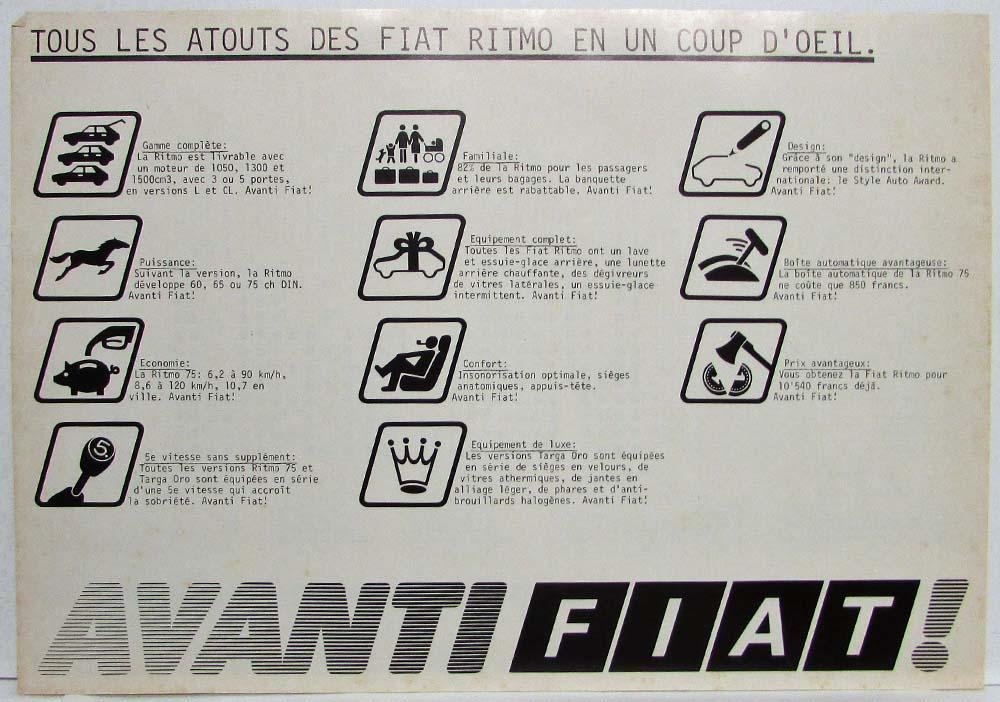 TOUS LES ATOUTS DES FIAT RITMO EN UN COUP D'OEIL.
Gamme complète:
La Ritmo est livrable avec
un moteur de 1050, 1300 et
1500cm3, avec 3 ou 5 portes,
en versions L et CL. Avanti Fiat!
Puissance:
Suivant la version, la Ritmo
développe 60, 65 ou 75 ch DIN.
Avanti Fiat!
Economie:
La Ritmo 75: 6,2 à 90 km/h,
8,6 à 120 km/h, 10,7 en
ville. Avanti Fiat!
5.
5e vitesse sans supplément:
Toutes les versions Ritmo 75 et
Targa Oro sont équipées en série
d'une 5e vitesse qui accroît
la sobriété. Avanti Fiat!
Familiale:
82% de la Ritmo pour les passagers
et leurs bagages. La banquette
arrière est rabattable. Avanti Fiat!
Equipement complet:
Toutes les Fiat Ritmo ont un lave
et essuie-glace arrière, une lunette
arrière chauffante, des dégivreurs
de vitres latérales, un essuie-glace
intermittent. Avanti Fiat!
Confort:
Insonorisation optimale, sièges
anatomiques, appuis-tête.
Avanti Fiat!
Equipement de luxe:
Les versions Targa Oro sont équipées
en série de sièges en velours, de
vitres athermiques, de jantes en
alliage léger, de phares et d'anti-
brouillards halogènes. Avanti Fiat!
Design:
Grâce à son "design", la Ritmo a
remporté une distinction inter-
nationale: le Style Auto Award.
Avanti Fiat!
Boîte automatique avantageuse:
La boîte automatique de la Ritmo 75
ne coûte que 850 francs.
Avanti Fiat!
Prix avantageux:
Vous obtenez la Fiat Ritmo pour
10'540 francs déjà.
Avanti Fiat!
AVANTI FIAT!